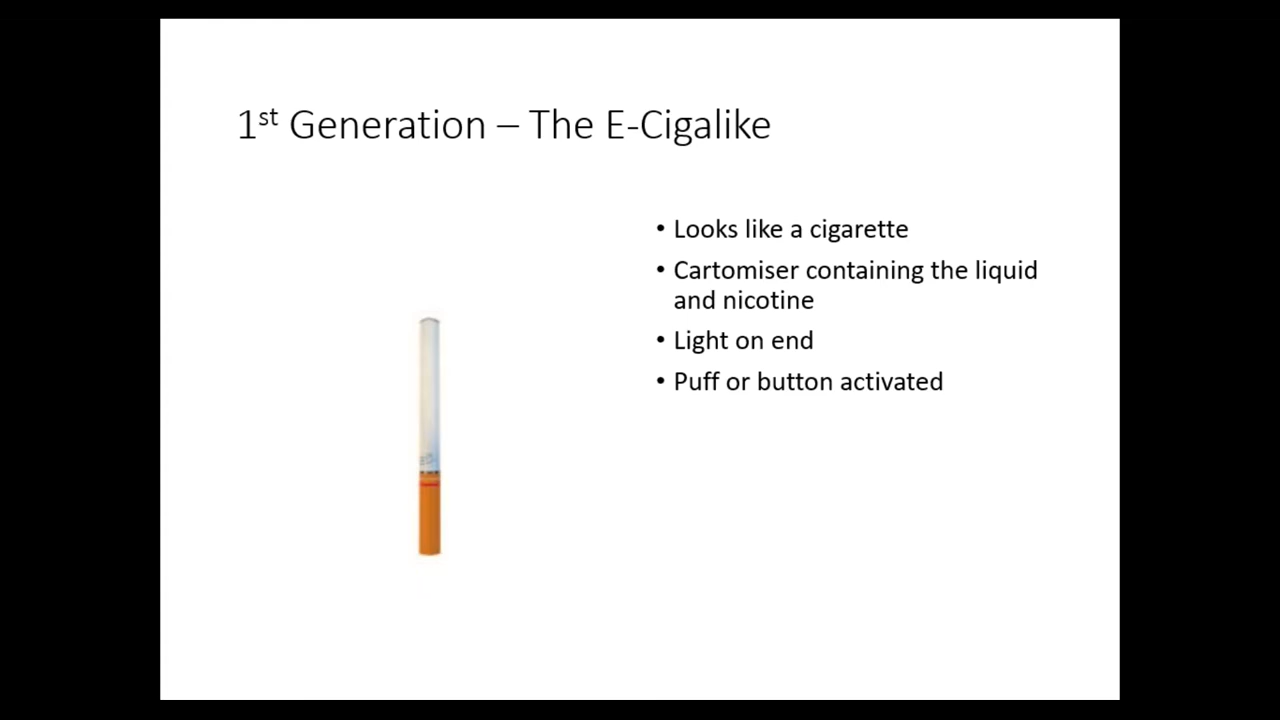 1st Generation – The E-Cigalike
• Looks like a cigarette
• Cartomiser containing the liquid
and nicotine
• Light on end
• Puff or button activated